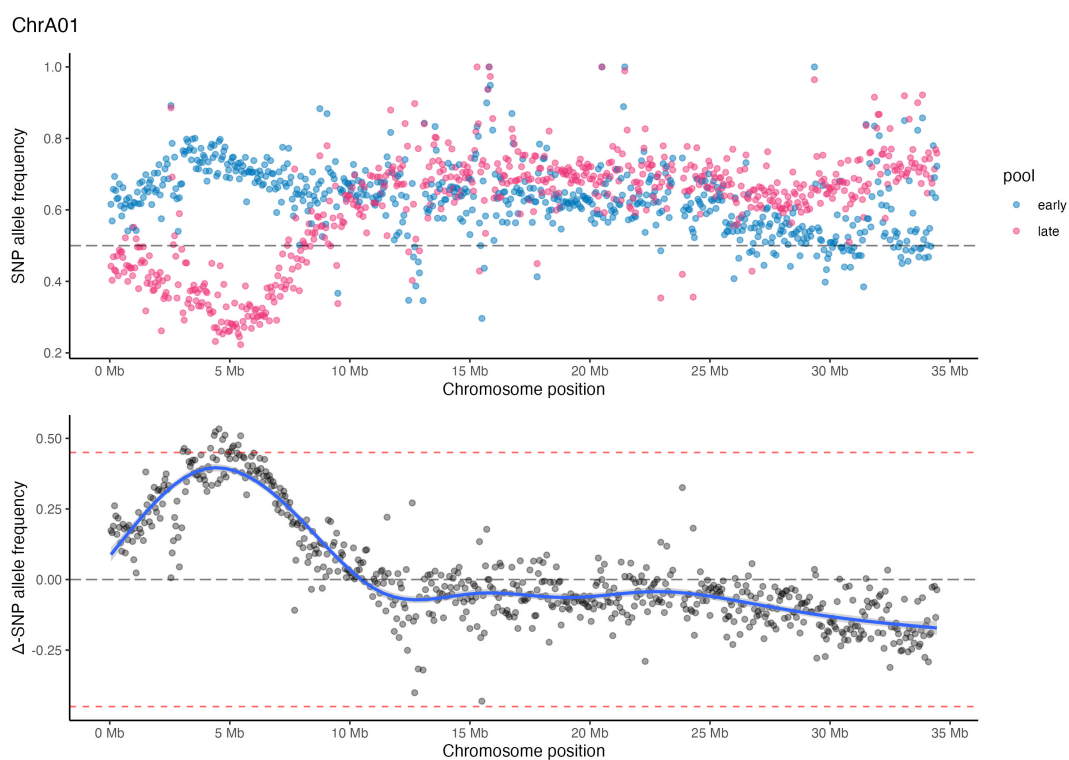 ChrA01
SNP allele frequency
1.0
0.8
0.6
0.4
0.2
0 Mb 5 Mb 10 Mb 15 Mb 20 Mb 25 Mb 30 Mb 35 Mb
Chromosome position
pool
early
late
Δ-SNP allele frequency
0.50
0.25
0.00
-0.25
0 Mb 5 Mb 10 Mb 15 Mb 20 Mb 25 Mb 30 Mb 35 Mb
Chromosome position